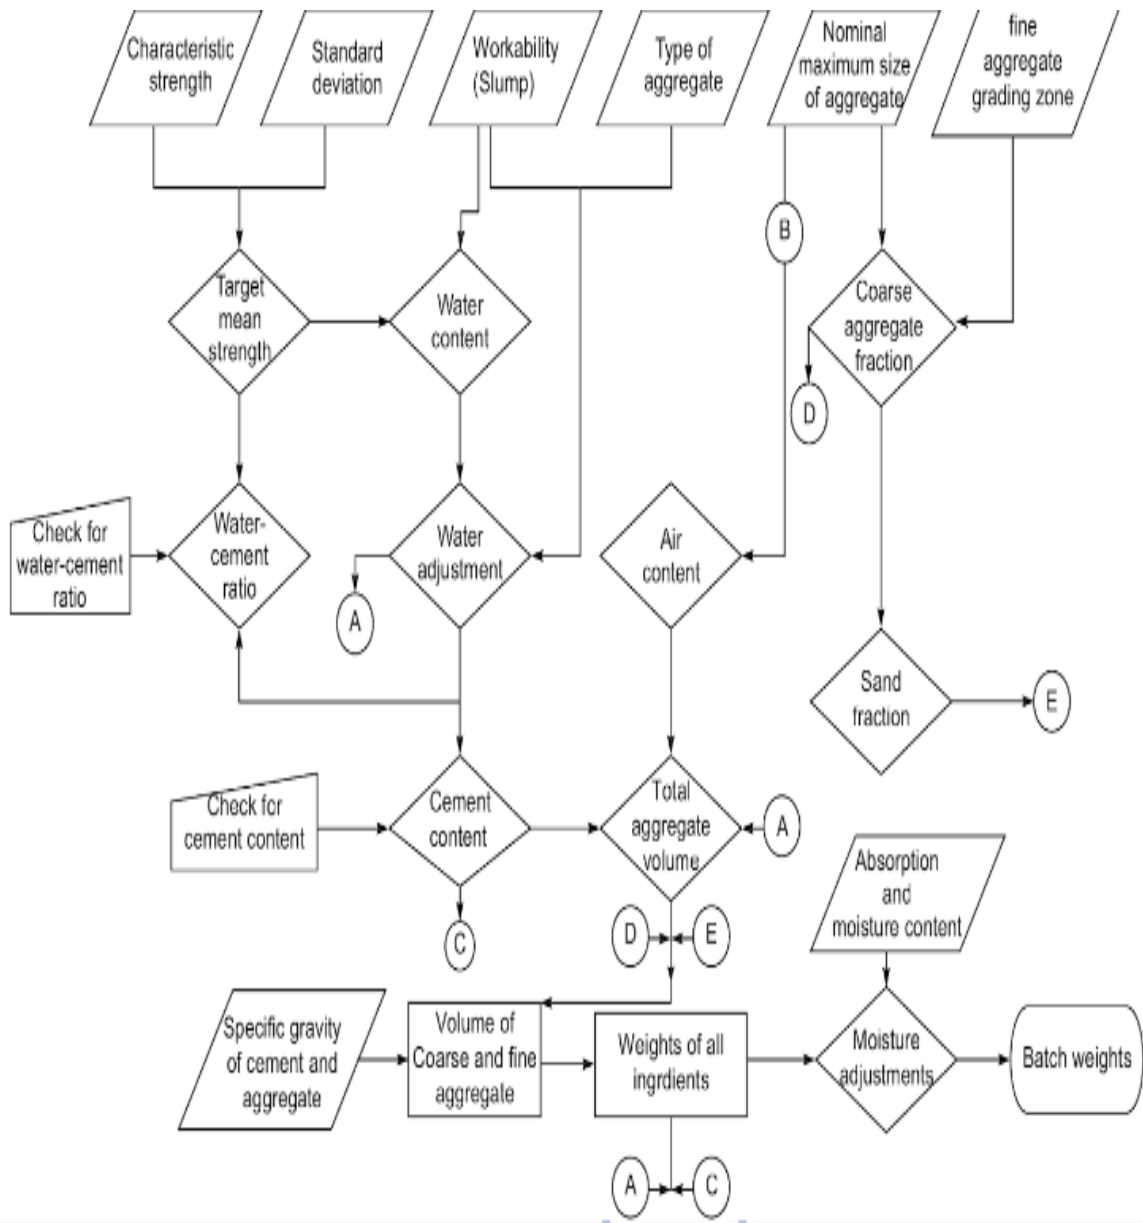 Characteristic
strength
Standard
deviation
Workability
(Slump)
Type of
aggregate
Nominal
maximum size
of aggregate
fine
aggregate
grading zone
B
Target
mean
strength
Water
content
Coarse
aggregate
fraction
D
Check for
water-cement
ratio
Water-
cement
ratio
Water
adjustment
A
Air
content
Sand
fraction
E
Check for
cement content
Cement
content
Total
aggregate
volume
A
C
D
E
Absorption
and
moisture content
Specific gravity
of cement and
aggregate
Volume of
Coarse and fine
aggregate
Weights of all
ingrdients
Moisture
adjustments
Batch weights
A
C